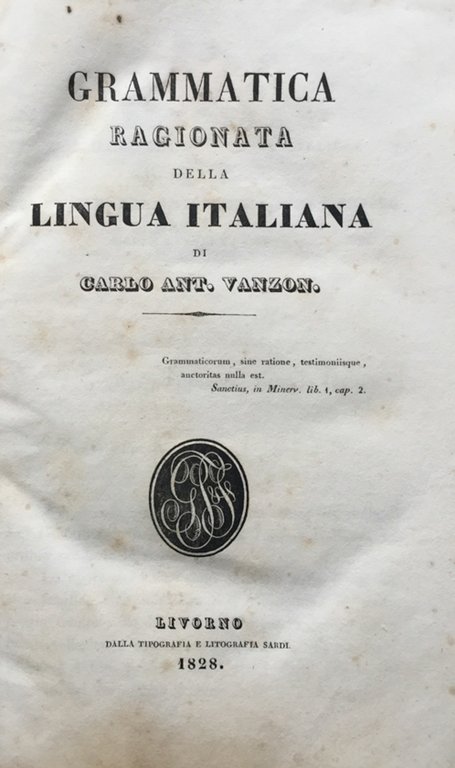 GRAMMATICA
RAGIONATA
DELLA
LINGUA ITALIANA
DI
CARLO ANT. VANZON.
Grammaticorum, sine ratione, testimoniisque,
auctoritas nulla est.
Sanctius, in Minerv. lib. 1, cap. 2.
LIVORNO
DALLA TIPOGRAFIA E LITOGRAFIA SARDI.
1828.